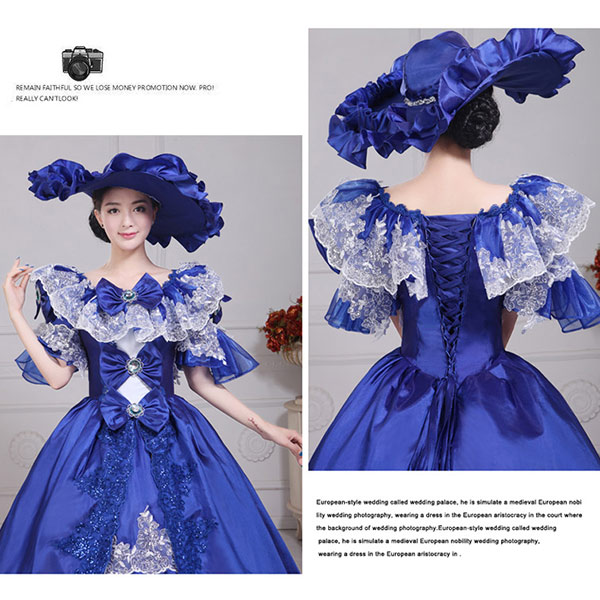 REMAIN FAITHFUL SO WE LOSE MONEY PROMOTION NOW. PRO!
REALLY CAN'TLOOK!
European-style wedding called wedding palace, he is simulate a medieval European nobi
lity wedding photography, wearing a dress in the European aristocracy in the court where
the background of wedding photography.European-style wedding called wedding
palace, he is simulate a medieval European nobility wedding photography,
wearing a dress in the European aristocracy in .